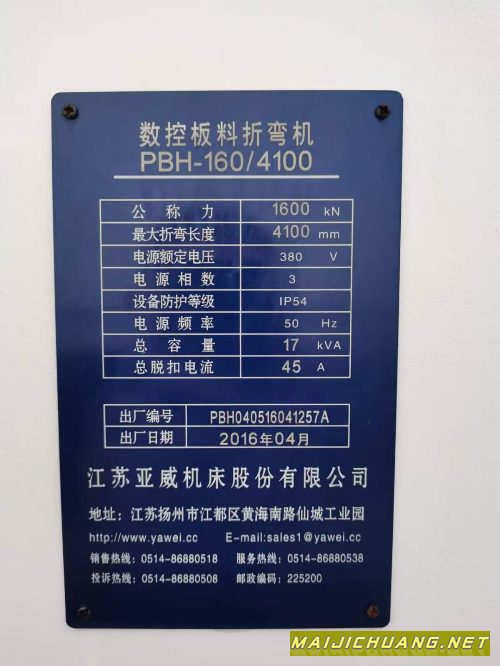 数控板料折弯机
PBH-160/4100
公称力 1600 kN
最大折弯长度 4100 mm
电源额定电压 380 V
电源相数 3
设备防护等级 IP54
电源频率 50 Hz
总容量 17 kVA
总脱扣电流 45 A
出厂编号 PBH040516041257A
出厂日期 2016年04月
江苏亚威机床股份有限公司
地址: 江苏扬州市江都区黄海南路仙城工业园
http://www.yawei.cc E-mail:sales1@yawei.cc
销售热线: 0514-86880518 服务热线: 0514-86880538
投诉热线: 0514-86880508 邮政编码: 225200
MAIJICHUANG.NET